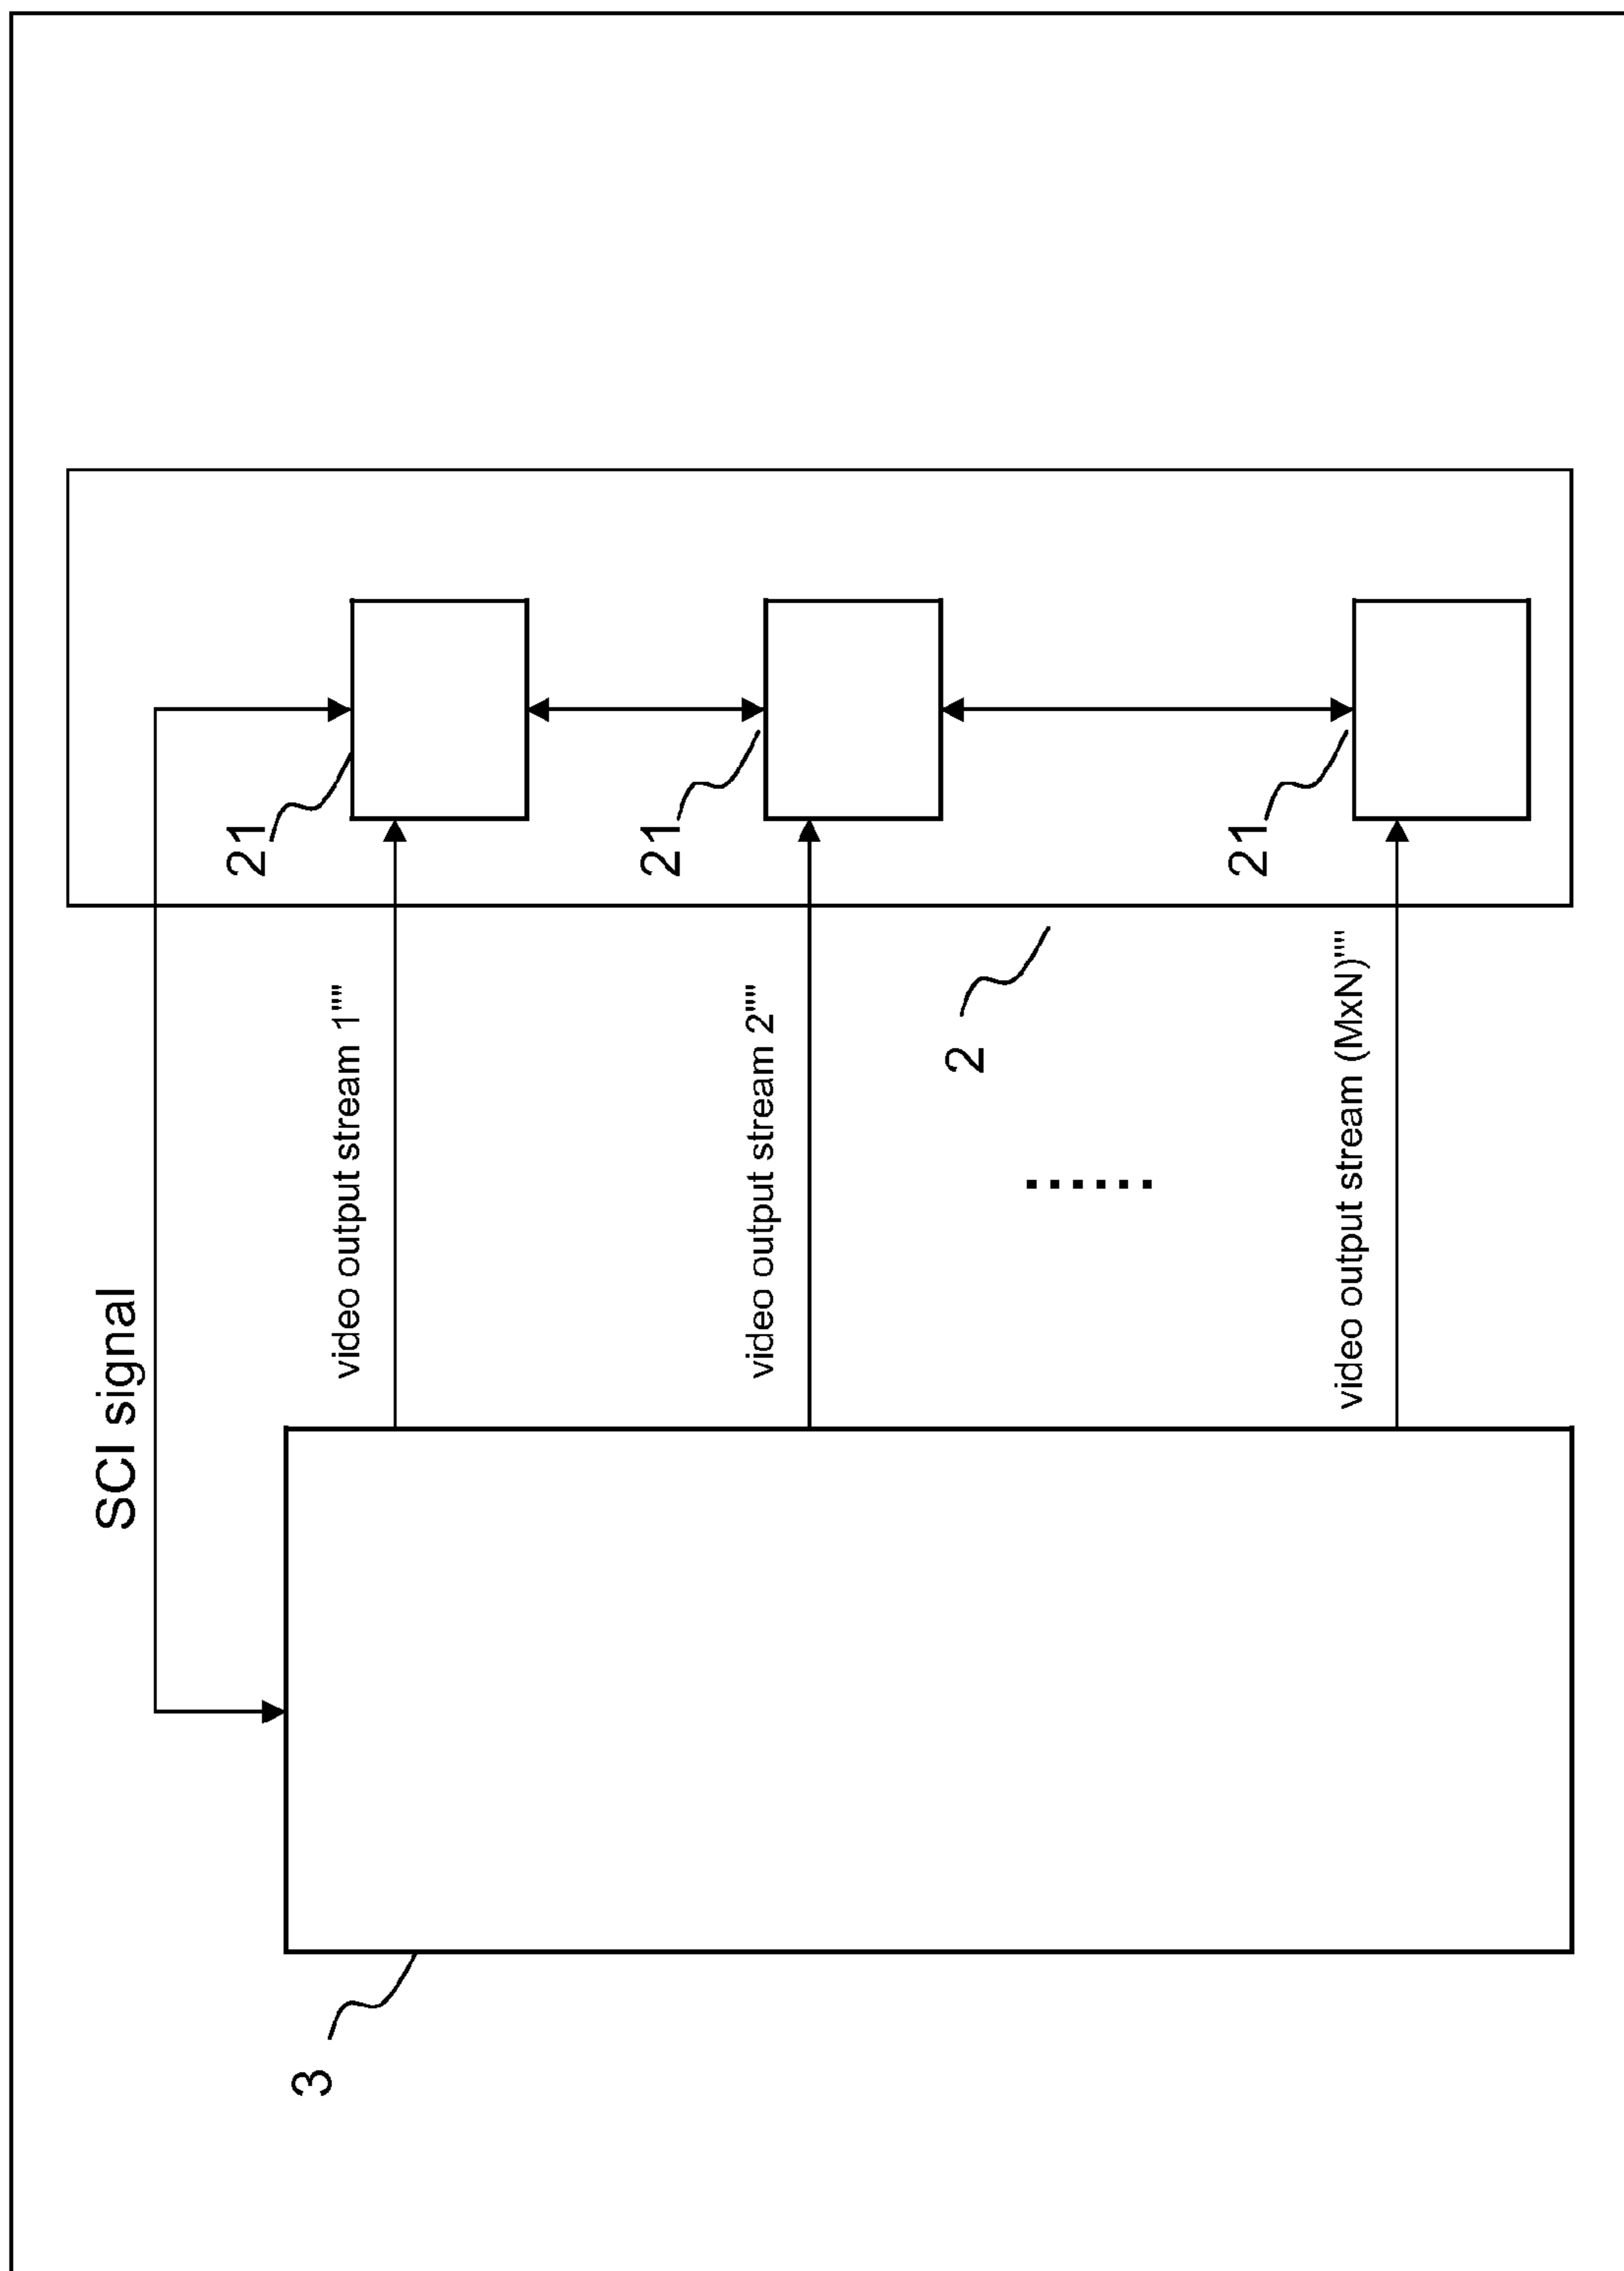 SCI signal
21
3
video output stream 1""
21
video output stream 2""
2
......
21
video output stream (MxN)""